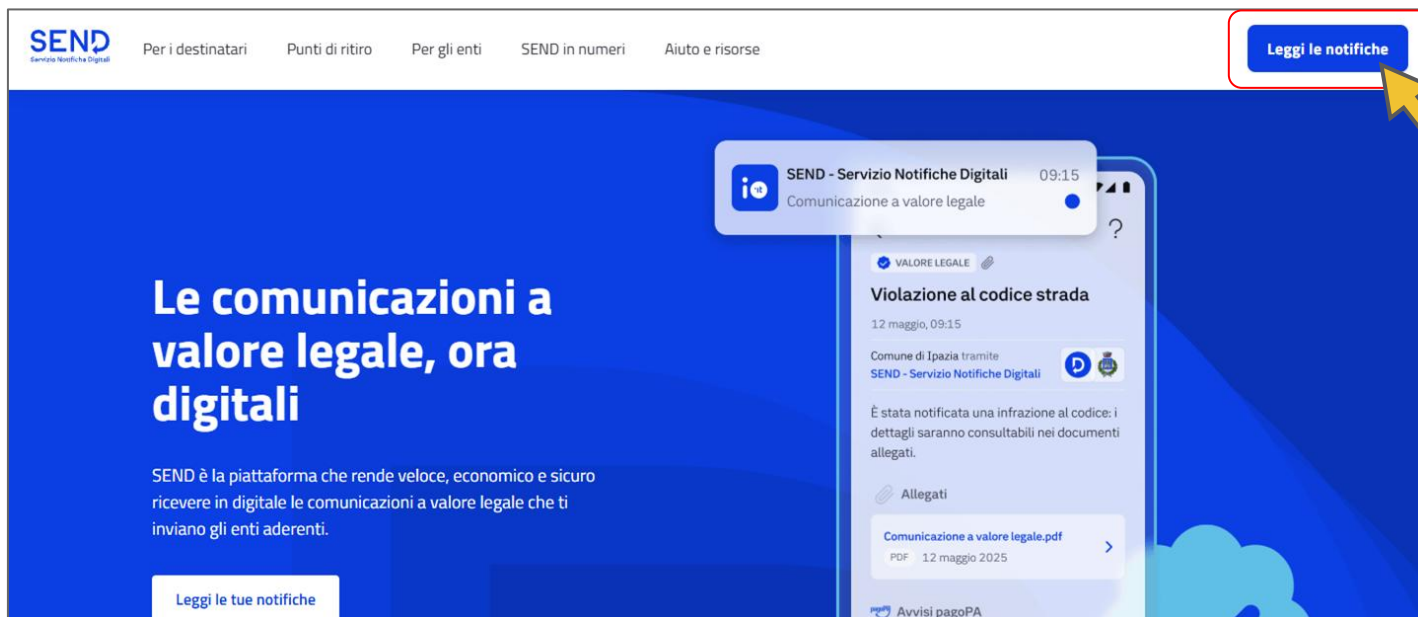 SEND
Servizio Notifiche Digitali
Per i destinatari
Punti di ritiro
Per gli enti
SEND in numeri
Aiuto e risorse
Leggi le notifiche
Le comunicazioni a
valore legale, ora
digitali
SEND è la piattaforma che rende veloce, economico e sicuro
ricevere in digitale le comunicazioni a valore legale che ti
inviano gli enti aderenti.
Leggi le tue notifiche
io
SEND - Servizio Notifiche Digitali 09:15
Comunicazione a valore legale
?
VALORE LEGALE
Violazione al codice strada
12 maggio, 09:15
Comune di Ipazia tramite
SEND - Servizio Notifiche Digitali
È stata notificata una infrazione al codice: i
dettagli saranno consultabili nei documenti
allegati.
Allegati
Comunicazione a valore legale.pdf
PDF 12 maggio 2025
Avvisi pagoPA